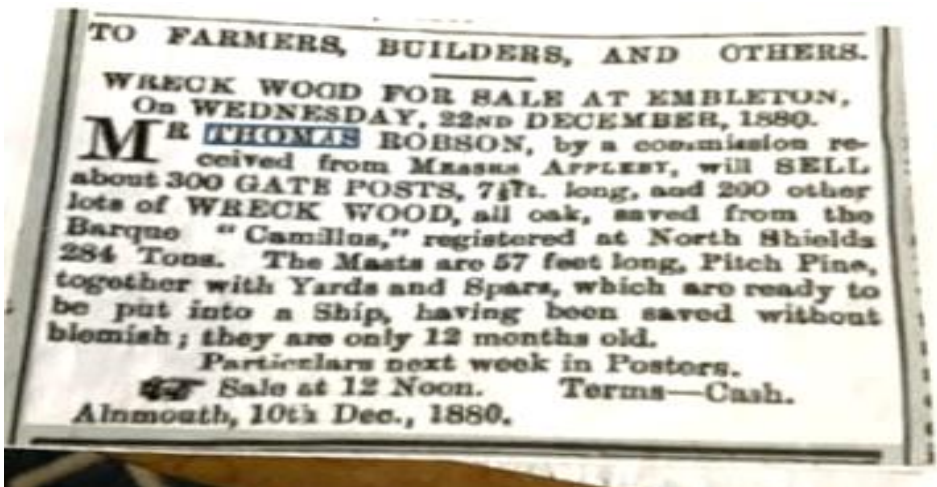 TO FARMERS, BUILDERS, AND OTHERS.
WRECK WOOD FOR SALE AT EMBLETON,
On WEDNESDAY, 22ND DECEMBER, 1880.
MR THOMAS ROBSON, by a commission re-
ceived from MESSRS APPLEBY, will SELL
about 300 GATE POSTS, 7½ft. long, and 200 other
lots of WRECK WOOD, all oak, saved from the
Barque "Camillus," registered at North Shields
284 Tons. The Masts are 57 feet long, Pitch Pine,
together with Yards and Spars, which are ready to
be put into a Ship, having been saved without
blemish; they are only 12 months old.
Particulars next week in Posters.
☞ Sale at 12 Noon. Terms—Cash.
Alnmouth, 10th Dec., 1880.